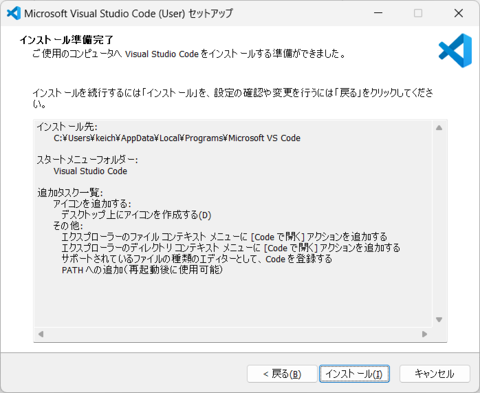 Microsoft Visual Studio Code (User) セットアップ
インストール準備完了
ご使用のコンピュータへ Visual Studio Code をインストールする準備ができました。
インストールを続行するには「インストール」を、設定の確認や変更を行うには「戻る」をクリックしてくださ
い。
インストール先:
C:¥Users¥keich¥AppData¥Local¥Programs¥Microsoft VS Code
スタートメニューフォルダー:
Visual Studio Code
追加タスク一覧:
アイコンを追加する:
デスクトップ上にアイコンを作成する(D)
その他:
エクスプローラーのファイル コンテキスト メニューに [Code で開く] アクションを追加する
エクスプローラーのディレクトリ コンテキスト メニューに [Code で開く] アクションを追加する
サポートされているファイルの種類のエディターとして、Code を登録する
PATH への追加（再起動後に使用可能）
< 戻る(B) インストール(I) キャンセル